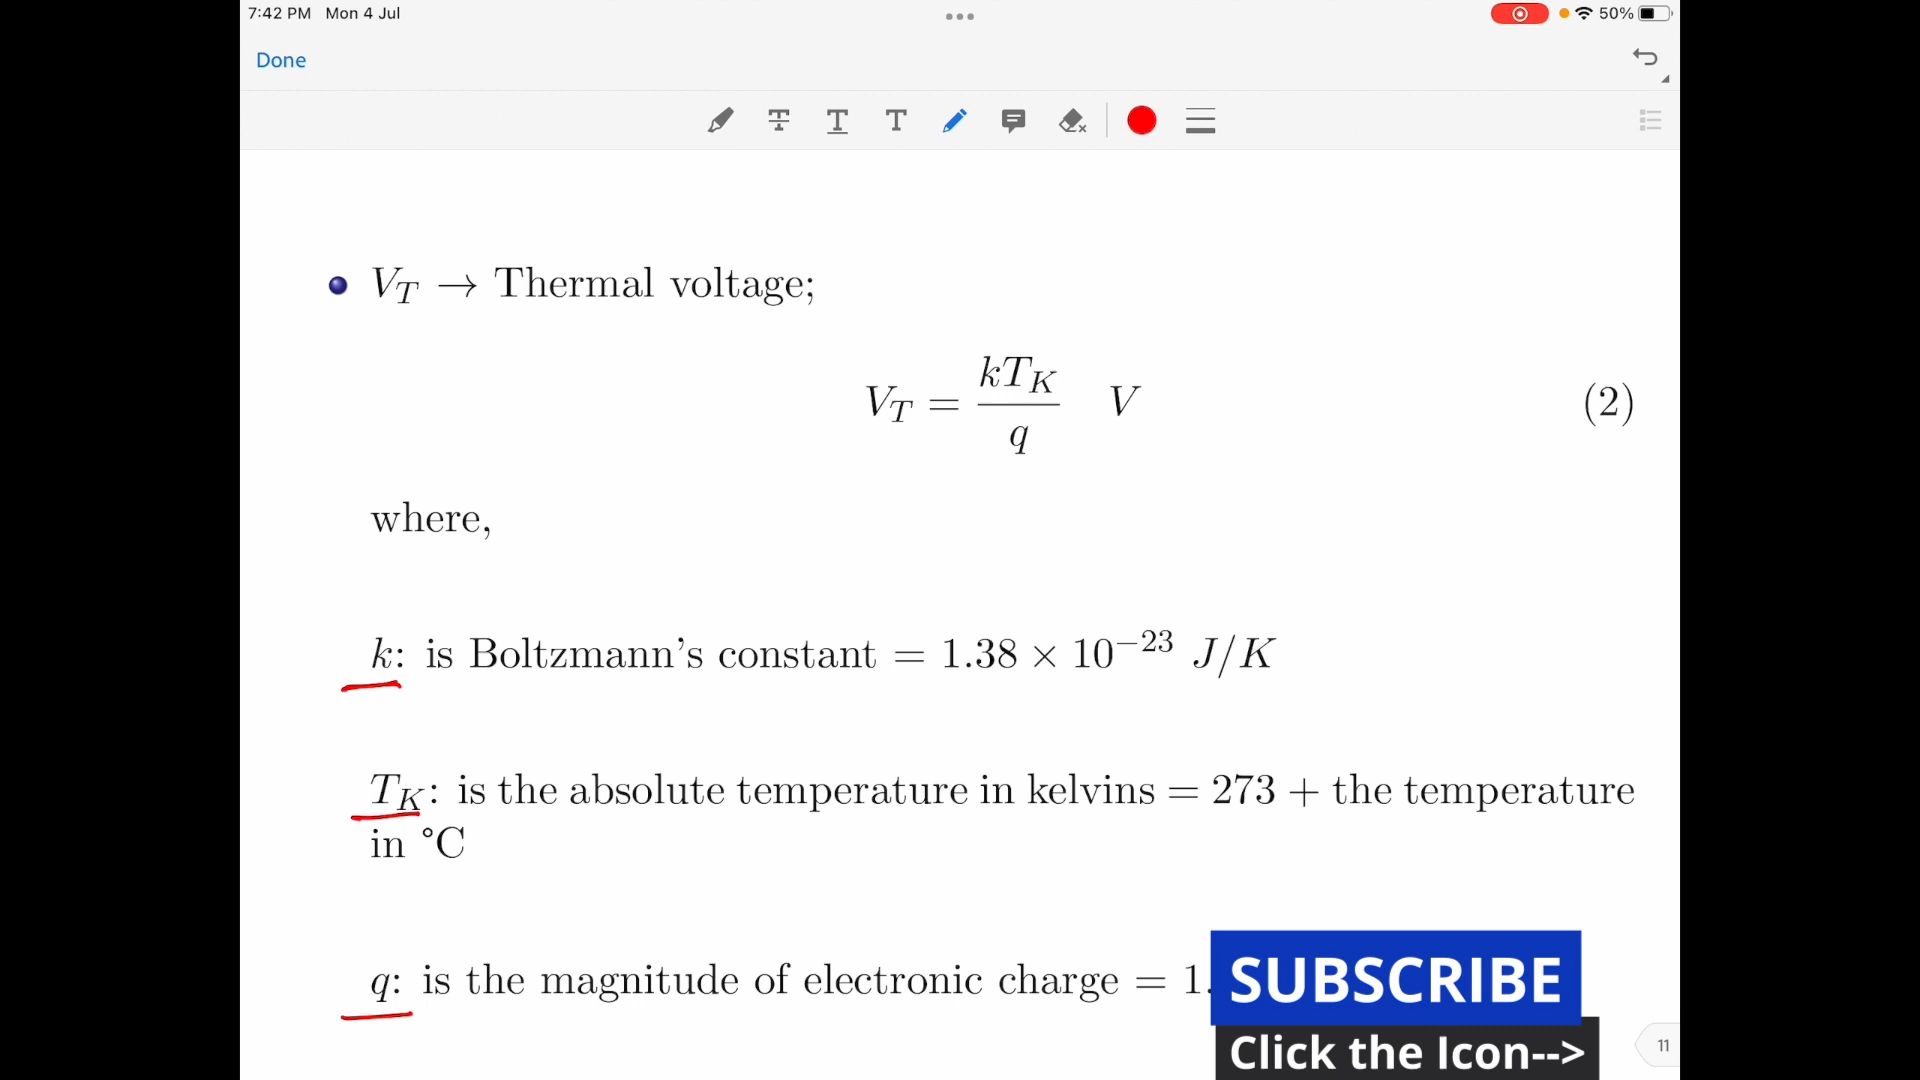 7:42 PM Mon 4 Jul
50%
Done
V_T → Thermal voltage;
V_T = kT_K / q V (2)
where,
k: is Boltzmann's constant = 1.38 × 10⁻²³ J/K
T_K: is the absolute temperature in kelvins = 273 + the temperature
in °C
q: is the magnitude of electronic charge = 1.
SUBSCRIBE
Click the Icon-->
11